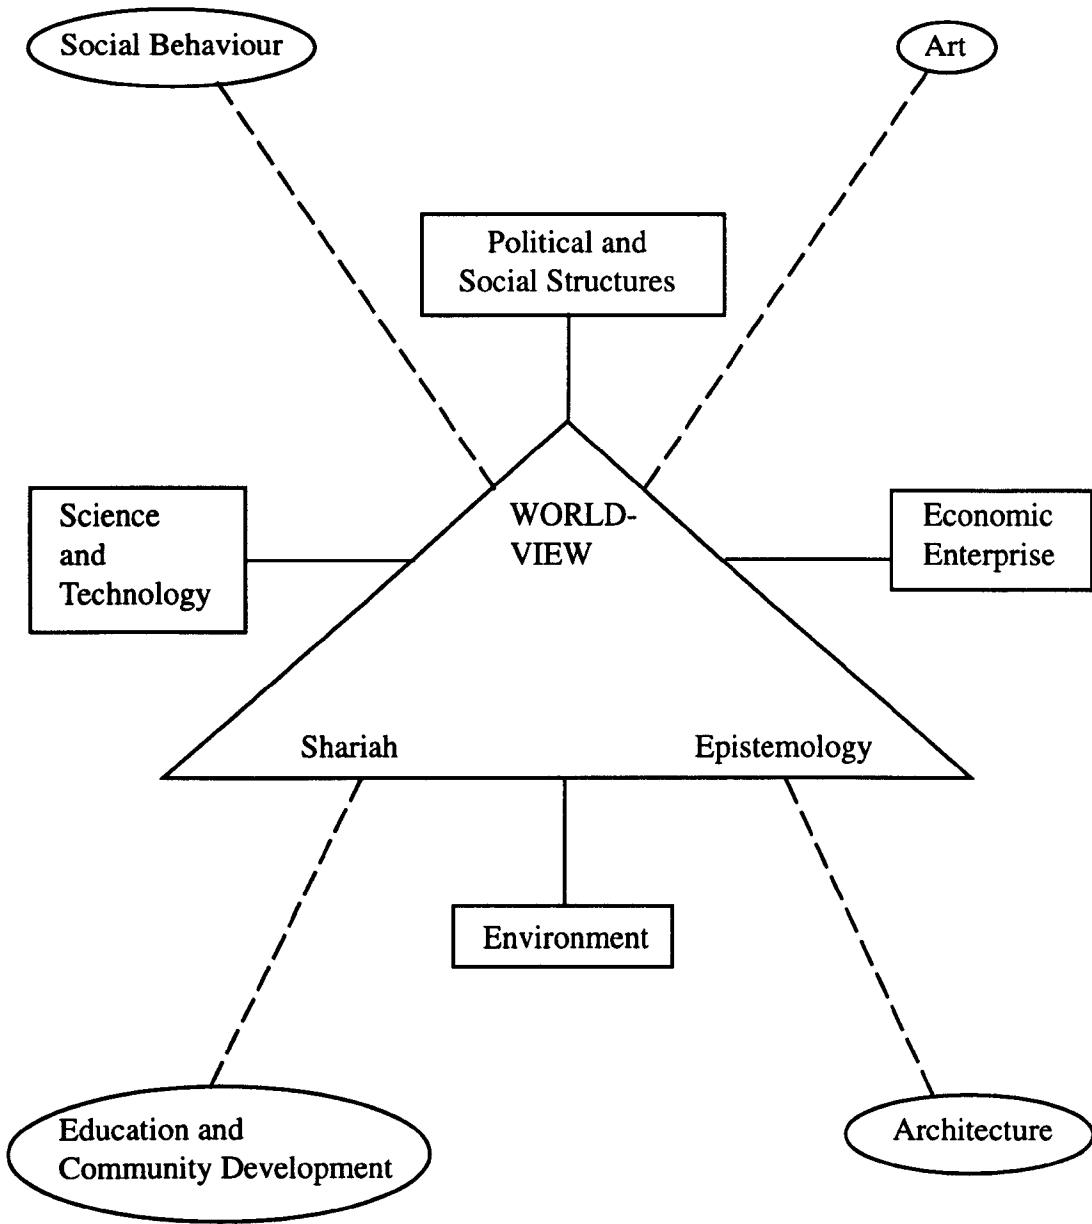 Social Behaviour
Art
Political and
Social Structures
Science
and
Technology
WORLD-
VIEW
Economic
Enterprise
Shariah
Epistemology
Environment
Education and
Community Development
Architecture